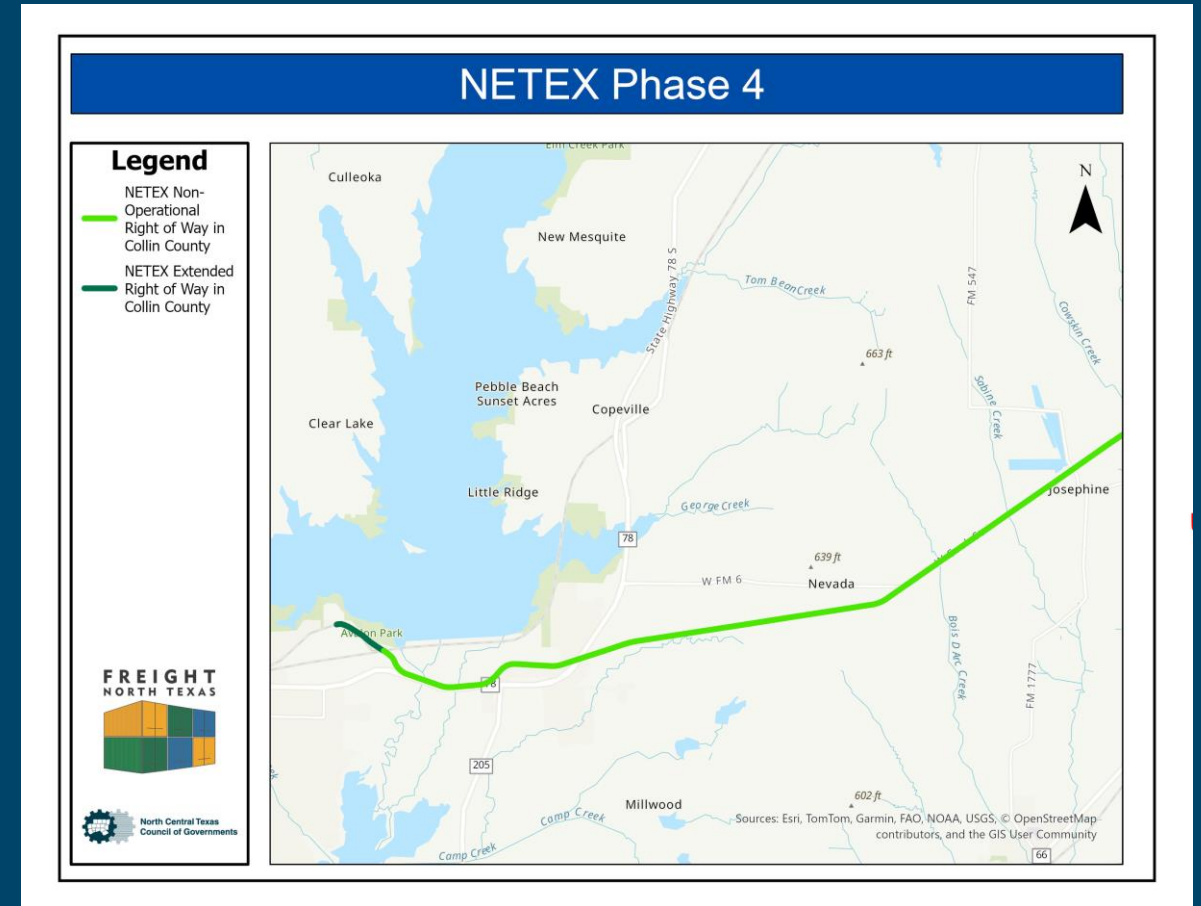 NETEX Phase 4
Legend
NETEX Non-
Operational
Right of Way in
Collin County
NETEX Extended
Right of Way in
Collin County
FREIGHT
NORTH TEXAS
North Central Texas
Council of Governments
Elm Creek Park
Culleoka
N
New Mesquite
State Highway 78 S
Tom Bean Creek
FM 547
Cowskin Creek
663 ft
Pebble Beach
Sunset Acres
Copeville
Sabine Creek
Clear Lake
Little Ridge
George Creek
Josephine
78
639 ft
W FM 6
Nevada
Avalon Park
Bois D Arc Creek
78
FM 1777
205
602 ft
Millwood
Camp Creek
Camp Creek
Sources: Esri, TomTom, Garmin, FAO, NOAA, USGS, © OpenStreetMap
contributors, and the GIS User Community
66